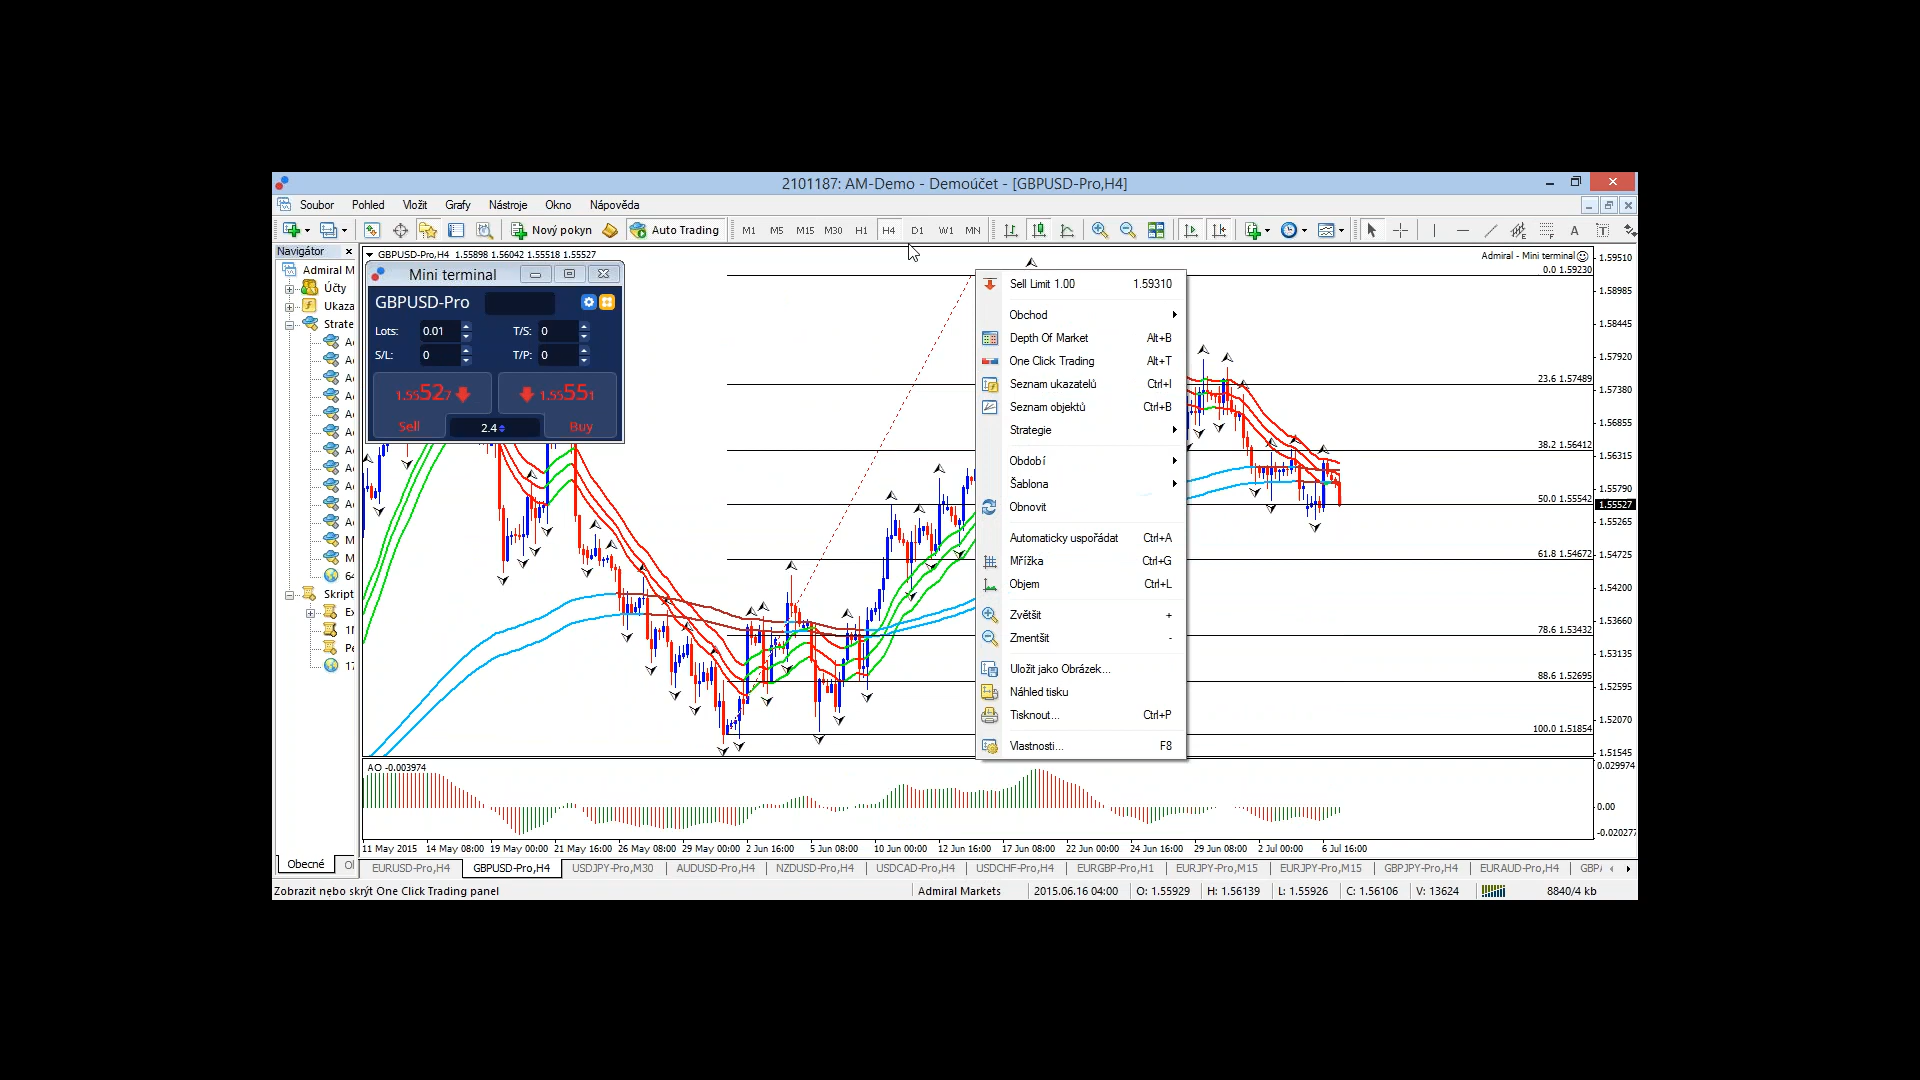 2101187: AM-Demo - Demoúčet - [GBPUSD-Pro,H4]
Soubor Pohled Vložit Grafy Nástroje Okno Nápověda
Nový pokyn Auto Trading M1 M5 M15 M30 H1 H4 D1 W1 MN
Navigátor
Admiral M
Účty
Ukaza
Strate
Skript
GBPUSD-Pro,H4 1.55898 1.56042 1.55518 1.55527
Admiral - Mini terminal
Mini terminal
GBPUSD-Pro
Lots: 0.01 T/S: 0
S/L: 0 T/P: 0
1.55527 1.55551
Sell 2.4 Buy
Sell Limit 1.00 1.59310
Obchod
Depth Of Market Alt+B
One Click Trading Alt+T
Seznam ukazatelů Ctrl+I
Seznam objektů Ctrl+B
Strategie
Období
Šablona
Obnovit
Automaticky uspořádat Ctrl+A
Mřížka Ctrl+G
Objem Ctrl+L
Zvětšit +
Zmentšit -
Uložit jako Obrázek...
Náhled tisku
Tisknout... Ctrl+P
Vlastnosti... F8
0.0 1.59230
23.6 1.57489
38.2 1.56412
50.0 1.55542
61.8 1.54672
78.6 1.53432
88.6 1.52695
100.0 1.51854
1.59510
1.58985
1.58445
1.57920
1.57380
1.56855
1.56315
1.55790
1.55527
1.55265
1.54725
1.54200
1.53660
1.53135
1.52595
1.52070
1.51545
AO -0.003974
0.029974
0.00
-0.020277
11 May 2015 14 May 08:00 19 May 00:00 21 May 16:00 26 May 08:00 29 May 00:00 2 Jun 16:00 5 Jun 08:00 10 Jun 00:00 12 Jun 16:00 17 Jun 08:00 22 Jun 00:00 24 Jun 16:00 29 Jun 08:00 2 Jul 00:00 6 Jul 16:00
Obecné
EURUSD-Pro,H4 GBPUSD-Pro,H4 USDJPY-Pro,M30 AUDUSD-Pro,H4 NZDUSD-Pro,H4 USDCAD-Pro,H4 USDCHF-Pro,H4 EURGBP-Pro,H1 EURJPY-Pro,M15 EURJPY-Pro,M15 GBPJPY-Pro,H4 EURAUD-Pro,H4
Zobrazit nebo skrýt One Click Trading panel Admiral Markets 2015.06.16 04:00 O: 1.55929 H: 1.56139 L: 1.55926 C: 1.56106 V: 13624 8840/4 kb